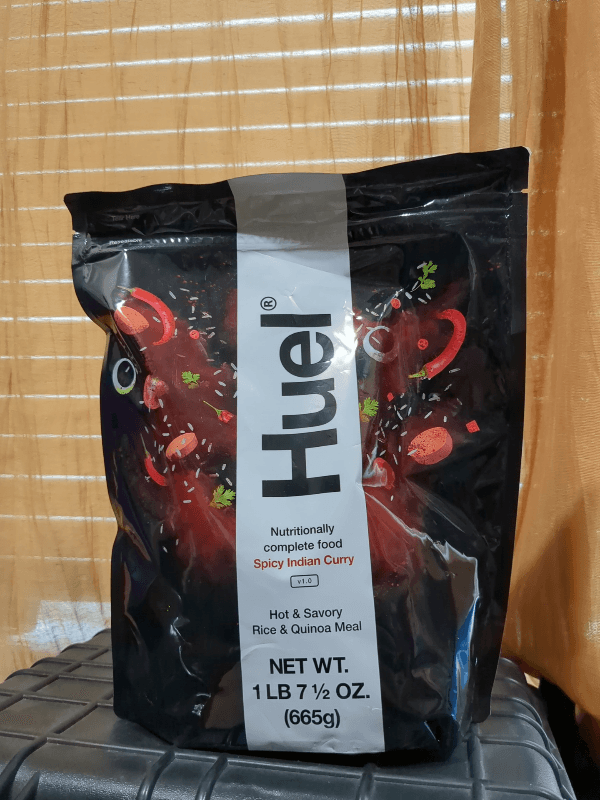 Huel®
Nutritionally
complete food
Spicy Indian Curry
v1.0
Hot & Savory
Rice & Quinoa Meal
NET WT.
1 LB 7 ½ OZ.
(665g)